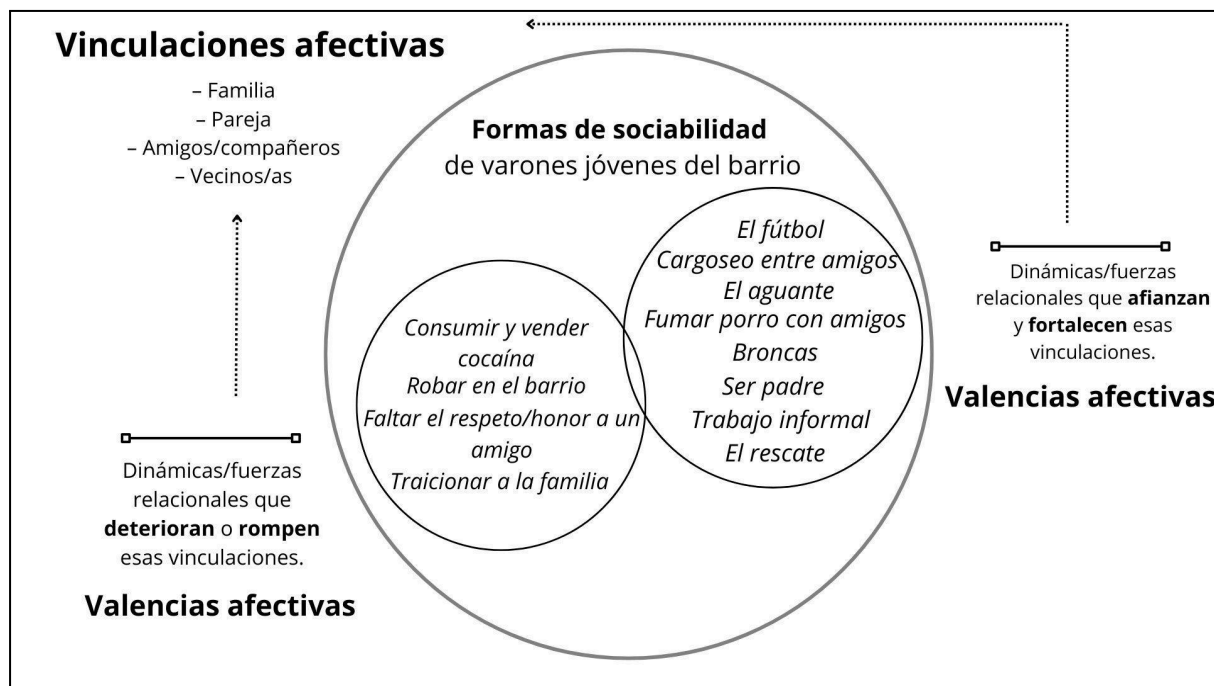 Vinculaciones afectivas
– Familia
– Pareja
– Amigos/compañeros
– Vecinos/as
Formas de sociabilidad
de varones jóvenes del barrio
Consumir y vender
cocaína
Robar en el barrio
Faltar el respeto/honor a un
amigo
Traicionar a la familia
El fútbol
Cargoseo entre amigos
El aguante
Fumar porro con amigos
Broncas
Ser padre
Trabajo informal
El rescate
Dinámicas/fuerzas
relacionales que afianzan
y fortalecen esas
vinculaciones.
Valencias afectivas
Dinámicas/fuerzas
relacionales que
deterioran o rompen
esas vinculaciones.
Valencias afectivas